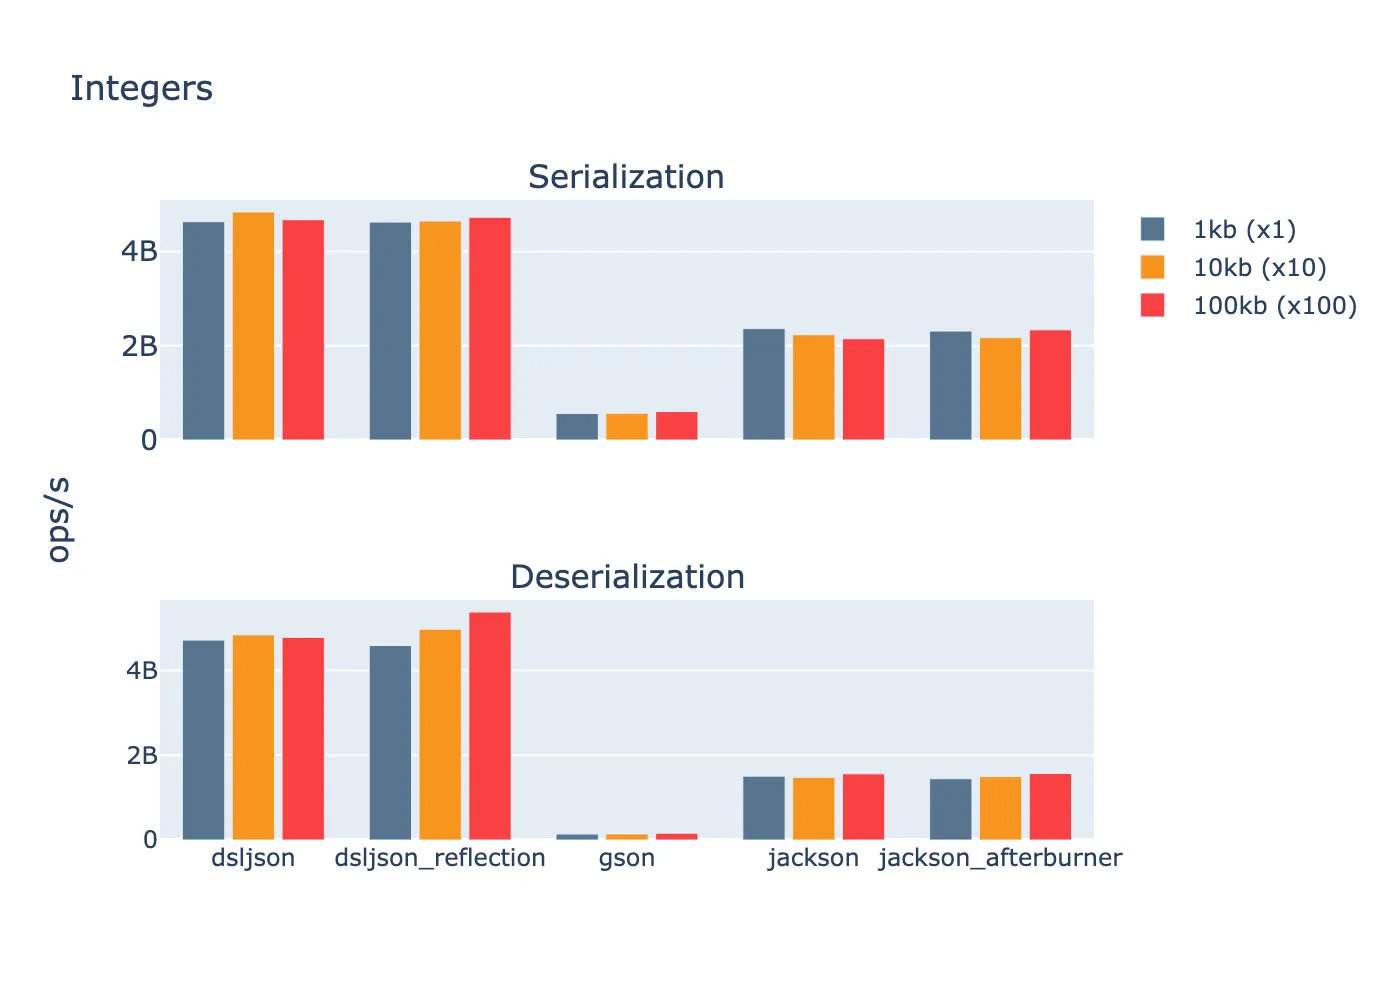 Integers
Serialization
4B
2B
0
1kb (x1)
10kb (x10)
100kb (x100)
ops/s
Deserialization
4B
2B
0
dsljson dsljson_reflection gson jackson jackson_afterburner